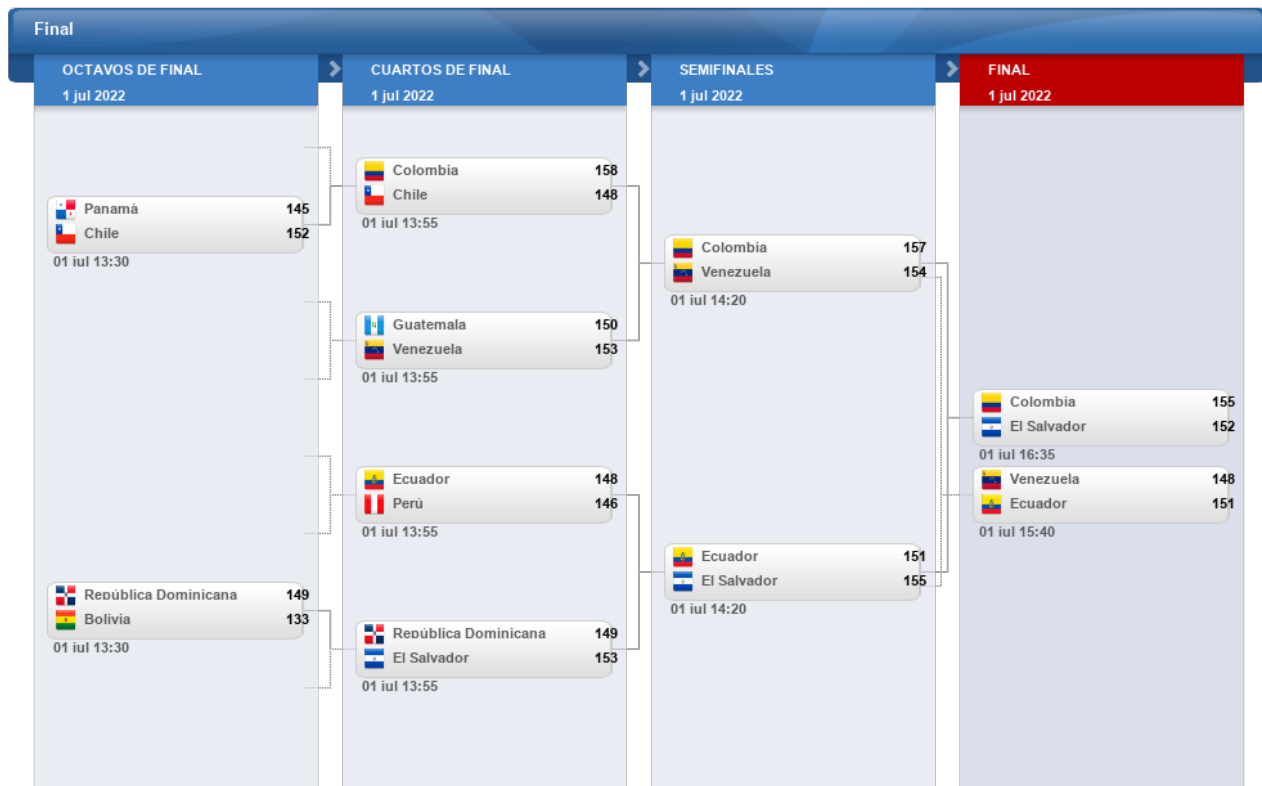 Final
OCTAVOS DE FINAL
1 jul 2022
CUARTOS DE FINAL
1 jul 2022
SEMIFINALES
1 jul 2022
FINAL
1 jul 2022
Panamá 145
Chile 152
01 jul 13:30
República Dominicana 149
Bolivia 133
01 jul 13:30
Colombia 158
Chile 148
01 jul 13:55
Guatemala 150
Venezuela 153
01 jul 13:55
Ecuador 148
Perú 146
01 jul 13:55
República Dominicana 149
El Salvador 153
01 jul 13:55
Colombia 157
Venezuela 154
01 jul 14:20
Ecuador 151
El Salvador 155
01 jul 14:20
Colombia 155
El Salvador 152
01 jul 16:35
Venezuela 148
Ecuador 151
01 jul 15:40